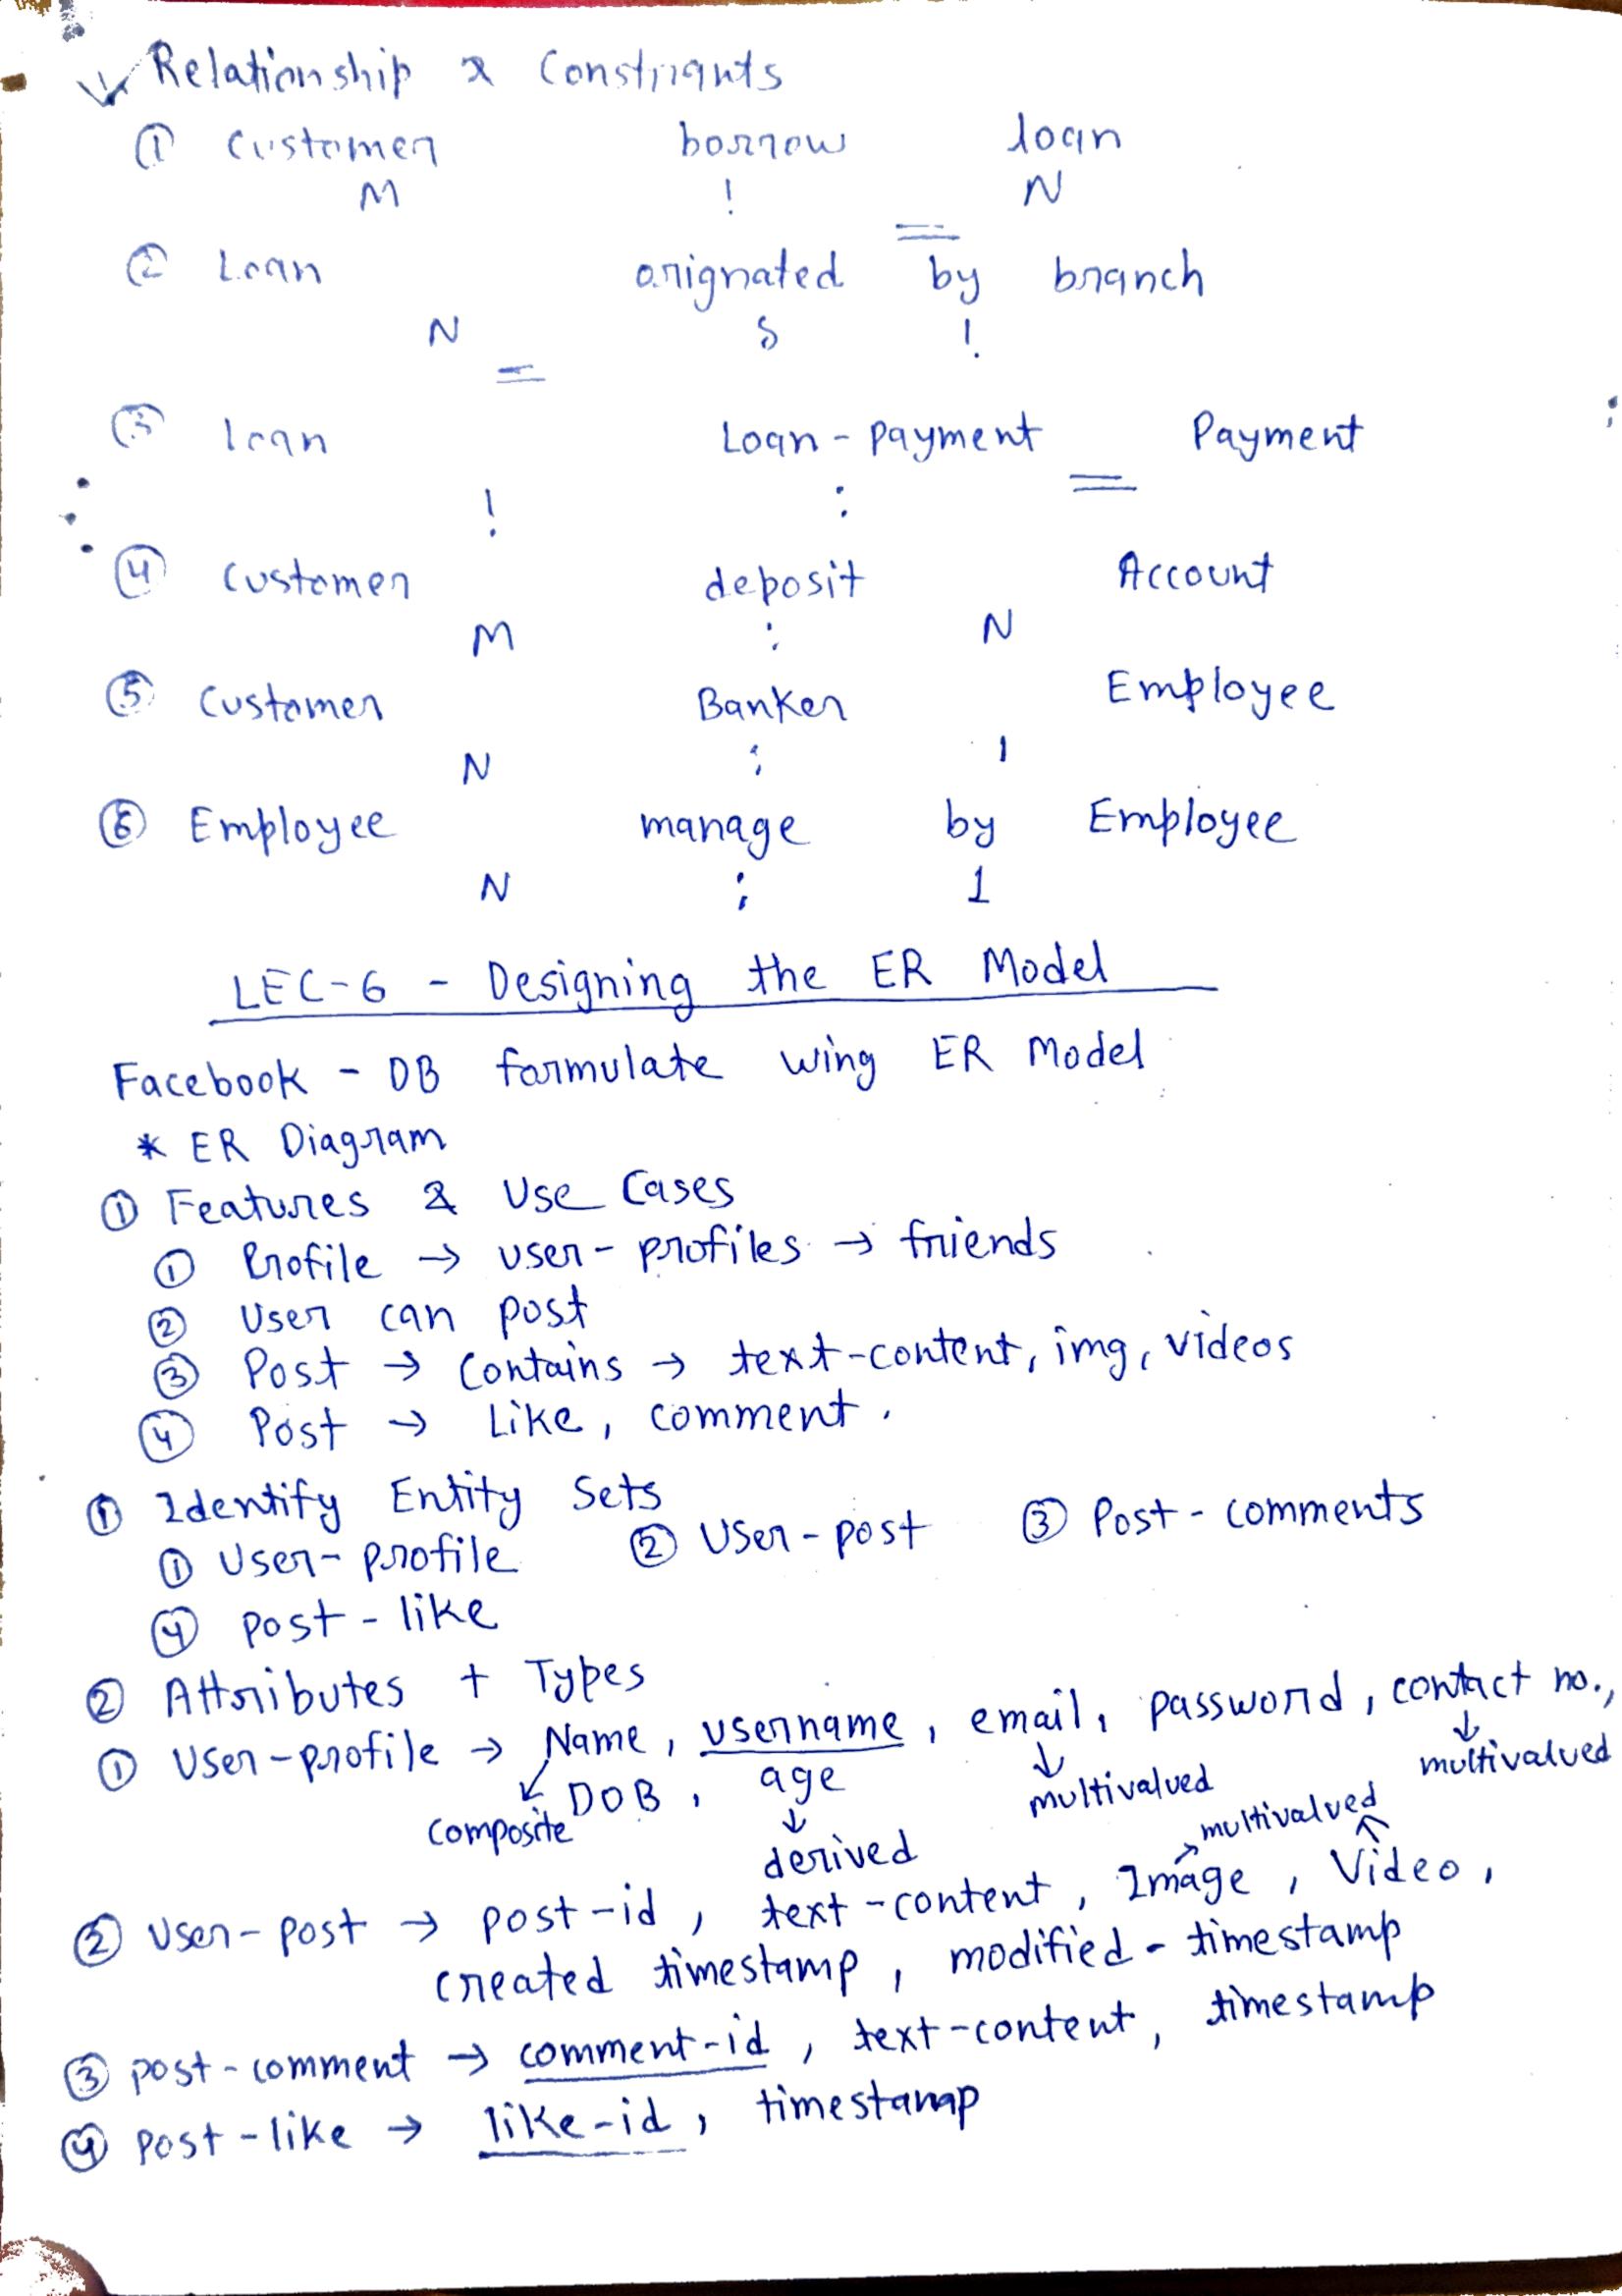 Relationship & Constraints
① Customer borrow loan
M : N
② Loan orignated by branch
N : 1
③ loan Loan-payment Payment
④ Customer deposit Account
M : N
⑤ Customer Banker Employee
N : 1
⑥ Employee manage by Employee
N : 1
LEC-6 - Designing the ER Model
Facebook - DB formulate using ER Model
* ER Diagram
① Features & Use Cases
① Profile → user-profiles → friends
② User can post
③ Post → Contains → text-content, img, videos
④ Post → Like, comment.
① Identify Entity Sets
① User-profile ② User-post ③ Post-comments
④ post-like
② Attributes + Types
① User-profile → Name, username, email, password, contact no.,
composite DOB, age multivalued multivalued
derived multivalued
② User-post → post-id, text-content, Image, Video,
created timestamp, modified-timestamp
③ post-comment → comment-id, text-content, timestamp
④ post-like → like-id, timestamp